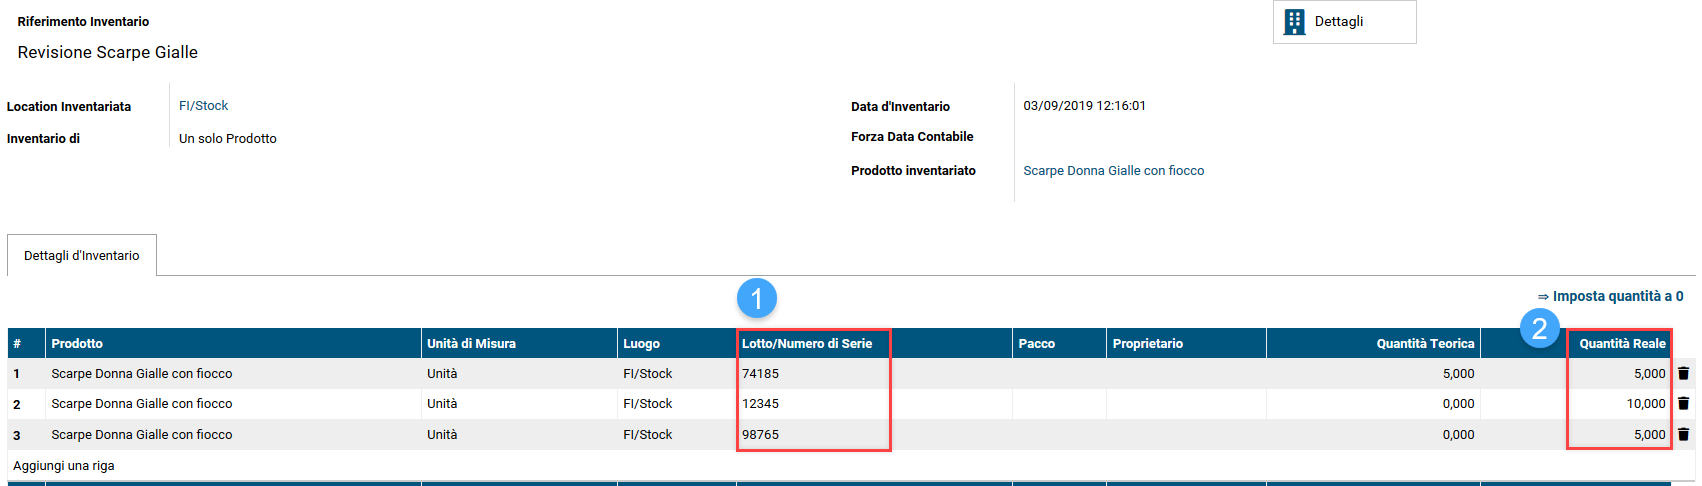 Riferimento Inventario
Dettagli
Revisione Scarpe Gialle
Location Inventariata FI/Stock Data d'Inventario 03/09/2019 12:16:01
Inventario di Un solo Prodotto Forza Data Contabile
Prodotto inventariato Scarpe Donna Gialle con fiocco
Dettagli d'Inventario
1
⇒ Imposta quantità a 0
2
# Prodotto Unità di Misura Luogo Lotto/Numero di Serie Pacco Proprietario Quantità Teorica Quantità Reale
1 Scarpe Donna Gialle con fiocco Unità FI/Stock 74185 5,000 5,000
2 Scarpe Donna Gialle con fiocco Unità FI/Stock 12345 0,000 10,000
3 Scarpe Donna Gialle con fiocco Unità FI/Stock 98765 0,000 5,000
Aggiungi una riga